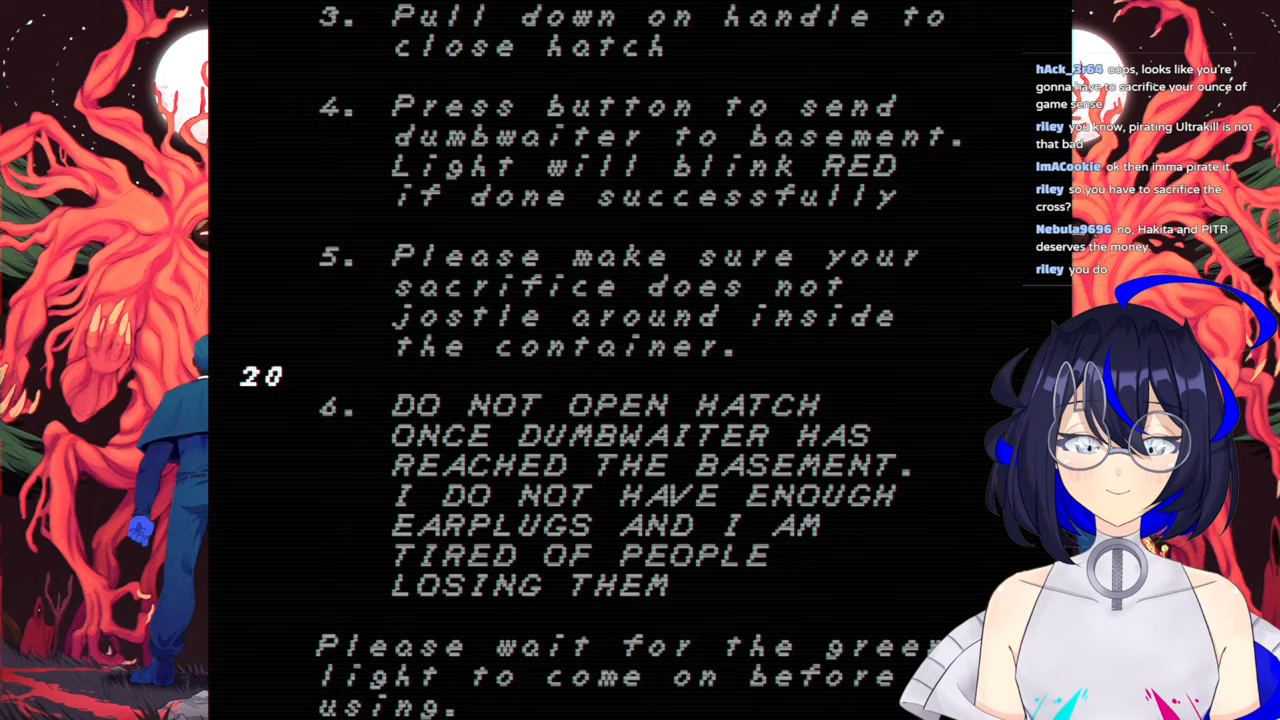 3. Pull down on handle to
close hatch
4. Press button to send
dumbwaiter to basement.
Light will blink RED
if done successfully
5. Please make sure your
sacrifice does not
jostle around inside
the container.
20
6. DO NOT OPEN HATCH
ONCE DUMBWAITER HAS
REACHED THE BASEMENT.
I DO NOT HAVE ENOUGH
EARPLUGS AND I AM
TIRED OF PEOPLE
LOSING THEM
Please wait for the green
light to come on before
using.
hAck_3r64 oops, looks like you're
gonna have to sacrifice your ounce of
game sense
riley you know, pirating Ultrakill is not
that bad
ImACookie ok then imma pirate it
riley so you have to sacrifice the
cross?
Nebula9696 no, Hakita and PITR
deserves the money.
riley you do